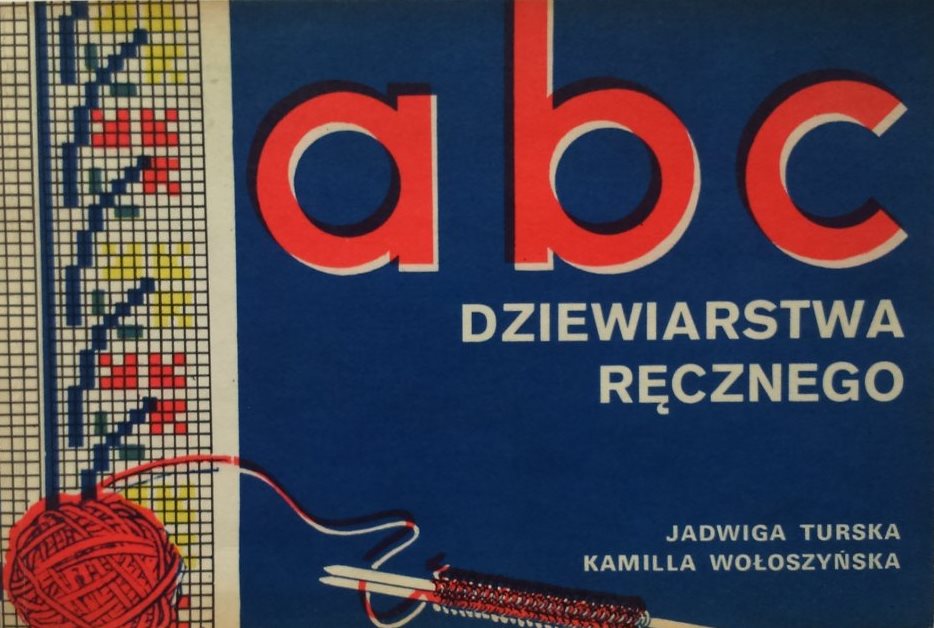 abc
DZIEWIARSTWA
RĘCZNEGO
JADWIGA TURSKA
KAMILLA WOŁOSZYŃSKA